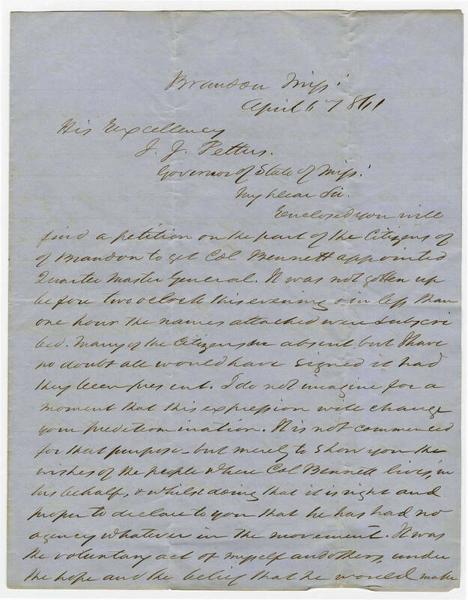 Brandon Miss:
April 17 1861
His Excellency
J. J. Pettus.
Governor of State of Miss:
My Dear Sir.
Enclosed you will
find a petition on the part of the Citizens of
of Brandon to get Col Bennett appointed
Quarter Master General. It was not gotten up
before two oclock this evening & in less than
one hour the names attached were subscri
bed. Many of the Citizens are absent but I have
no doubt all would have signed it had
they been present. I do not imagine for a
moment that this expression will change
your predetermination. It is not commenced
for that purpose - but merely to show you the
wishes of the people where Col Bennett lives, in
his behalf, & whilst doing that it is right and
proper to declare to you that he has had no
agency whatever in the movement. It was
the voluntary act of myself and others, under
the hope and the belief that he would make